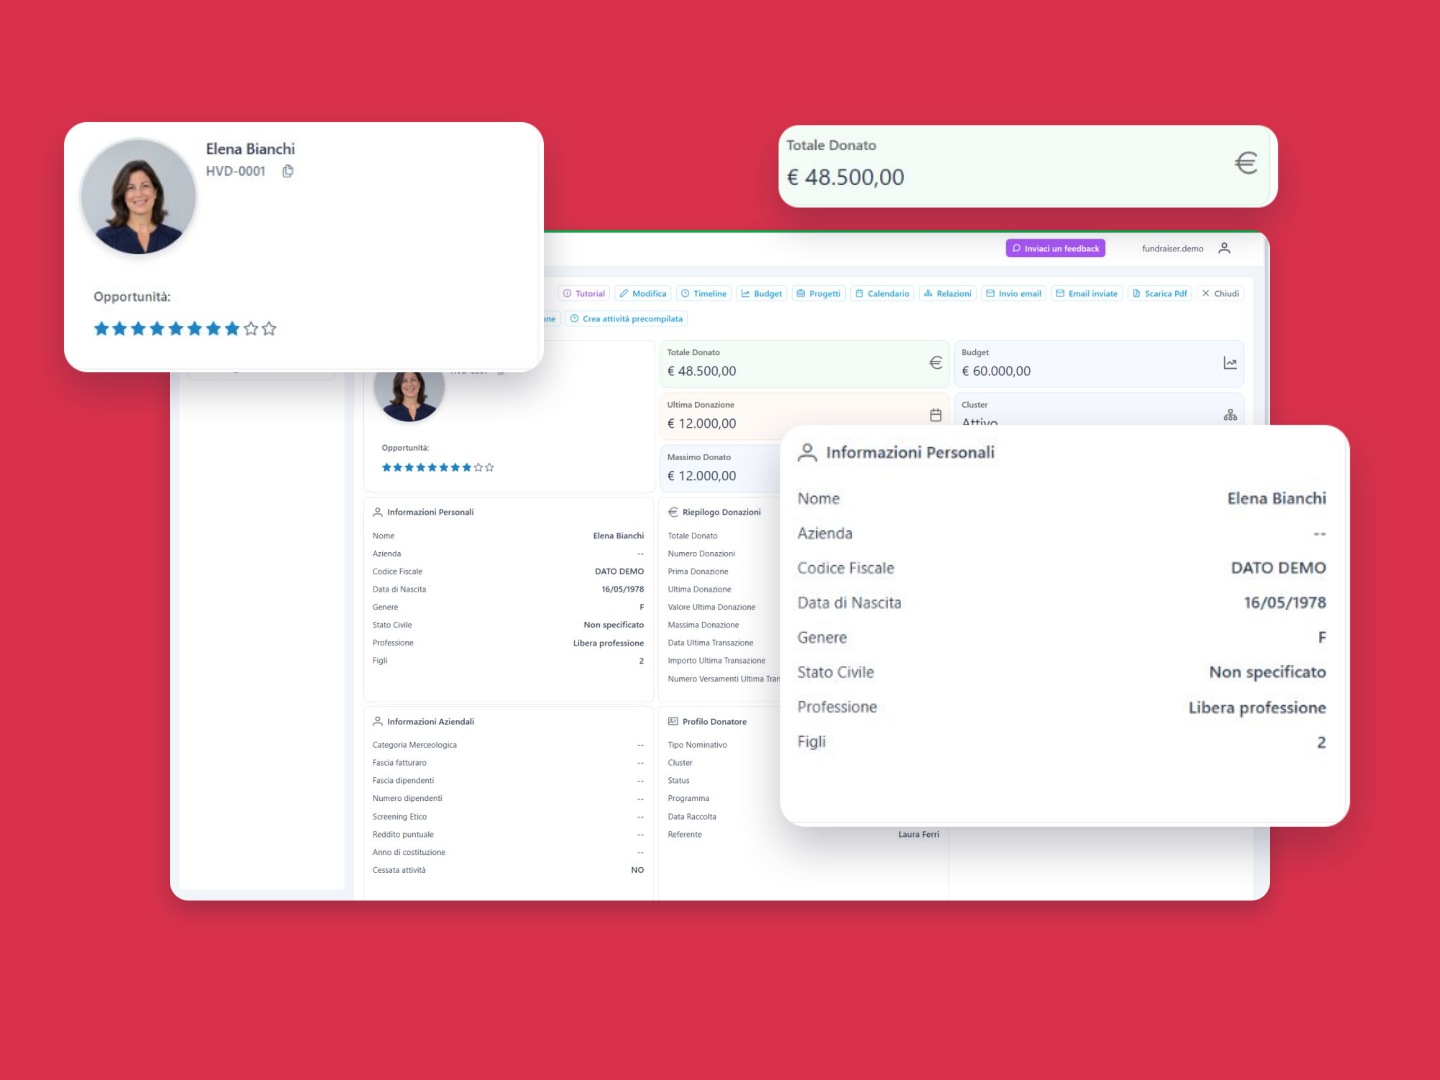 Elena Bianchi
HVD-0001
Opportunità:
Totale Donato
€ 48.500,00
Inviaci un feedback
fundraiser.demo
Tutorial
Modifica
Timeline
Budget
Progetti
Calendario
Relazioni
Invio email
Email inviate
Scarica Pdf
Chiudi
Crea attività precompilata
Opportunità:
Totale Donato
€ 48.500,00
Budget
€ 60.000,00
Ultima Donazione
€ 12.000,00
Cluster
Attivo
Massimo Donato
€ 12.000,00
Informazioni Personali
Nome Elena Bianchi
Azienda --
Codice Fiscale DATO DEMO
Data di Nascita 16/05/1978
Genere F
Stato Civile Non specificato
Professione Libera professione
Figli 2
Riepilogo Donazioni
Totale Donato
Numero Donazioni
Prima Donazione
Ultima Donazione
Valore Ultima Donazione
Massima Donazione
Data Ultima Transazione
Importo Ultima Transazione
Numero Versamenti Ultima
Informazioni Personali
Nome Elena Bianchi
Azienda --
Codice Fiscale DATO DEMO
Data di Nascita 16/05/1978
Genere F
Stato Civile Non specificato
Professione Libera professione
Figli 2
Informazioni Aziendali
Categoria Merceologica --
Fascia fatturaro --
Fascia dipendenti --
Numero dipendenti --
Screening Etico --
Reddito puntuale --
Anno di costituzione --
Cessata attività NO
Profilo Donatore
Tipo Nominativo
Cluster
Status
Programma
Data Raccolta
Referente Laura Ferri